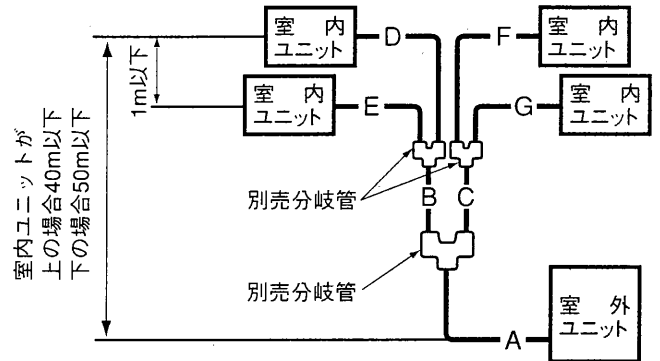 室内
ユニット
D
F
室内
ユニット
室内
ユニット
E
G
室内
ユニット
1m以下
室内ユニットが
上の場合40m以下
下の場合50m以下
別売分岐管
B
C
別売分岐管
A
室外
ユニット